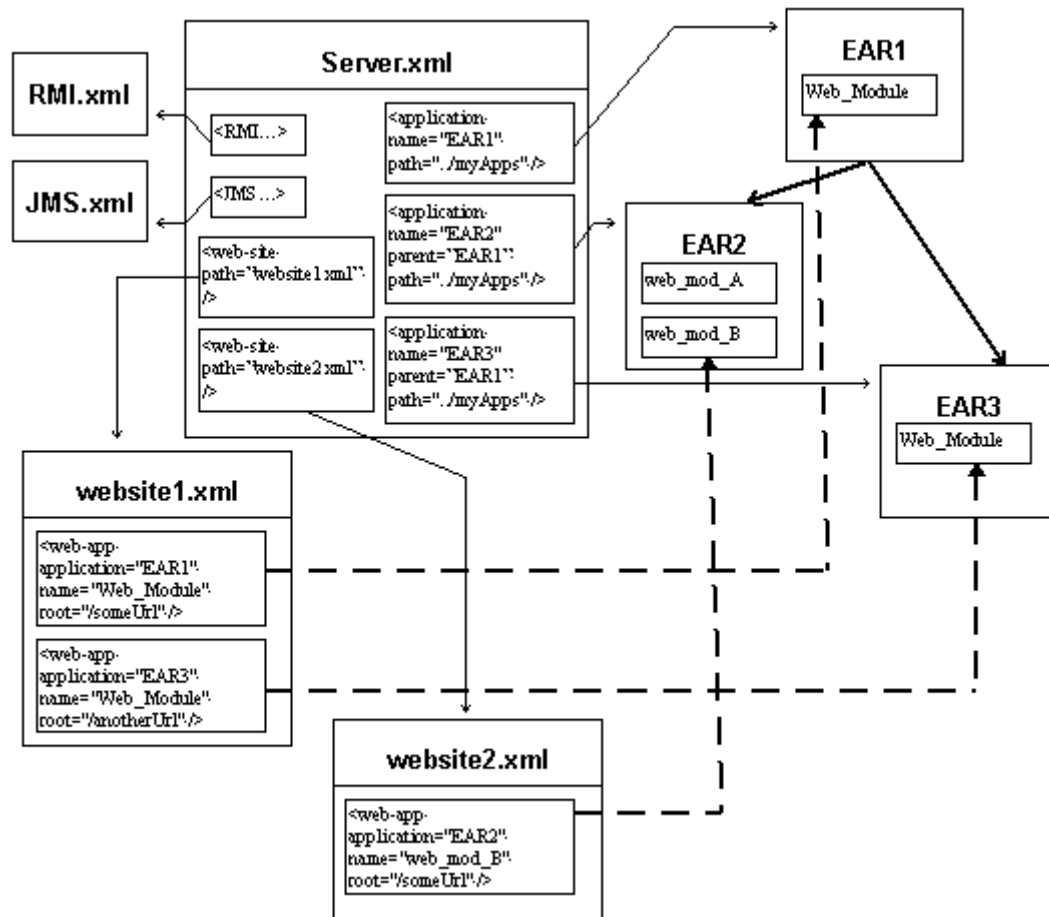 Server.xml
RMI.xml
JMS.xml
<RMI...>
<JMS ...>
<web-site
path="website1.xml"
/>
<web-site
path="website2.xml"
/>
<application
name="EAR1"
path="../myApps" />
<application
name="EAR2"
parent="EAR1"
path="../myApps" />
<application
name="EAR3"
parent="EAR1"
path="../myApps" />
EAR1
Web_Module
EAR2
web_mod_A
web_mod_B
EAR3
Web_Module
website1.xml
<web-app
application="EAR1"
name="Web_Module"
root="/someUrl" />
<web-app
application="EAR3"
name="Web_Module"
root="/anotherUrl" />
website2.xml
<web-app
application="EAR2"
name="web_mod_B"
root="/someUrl" />